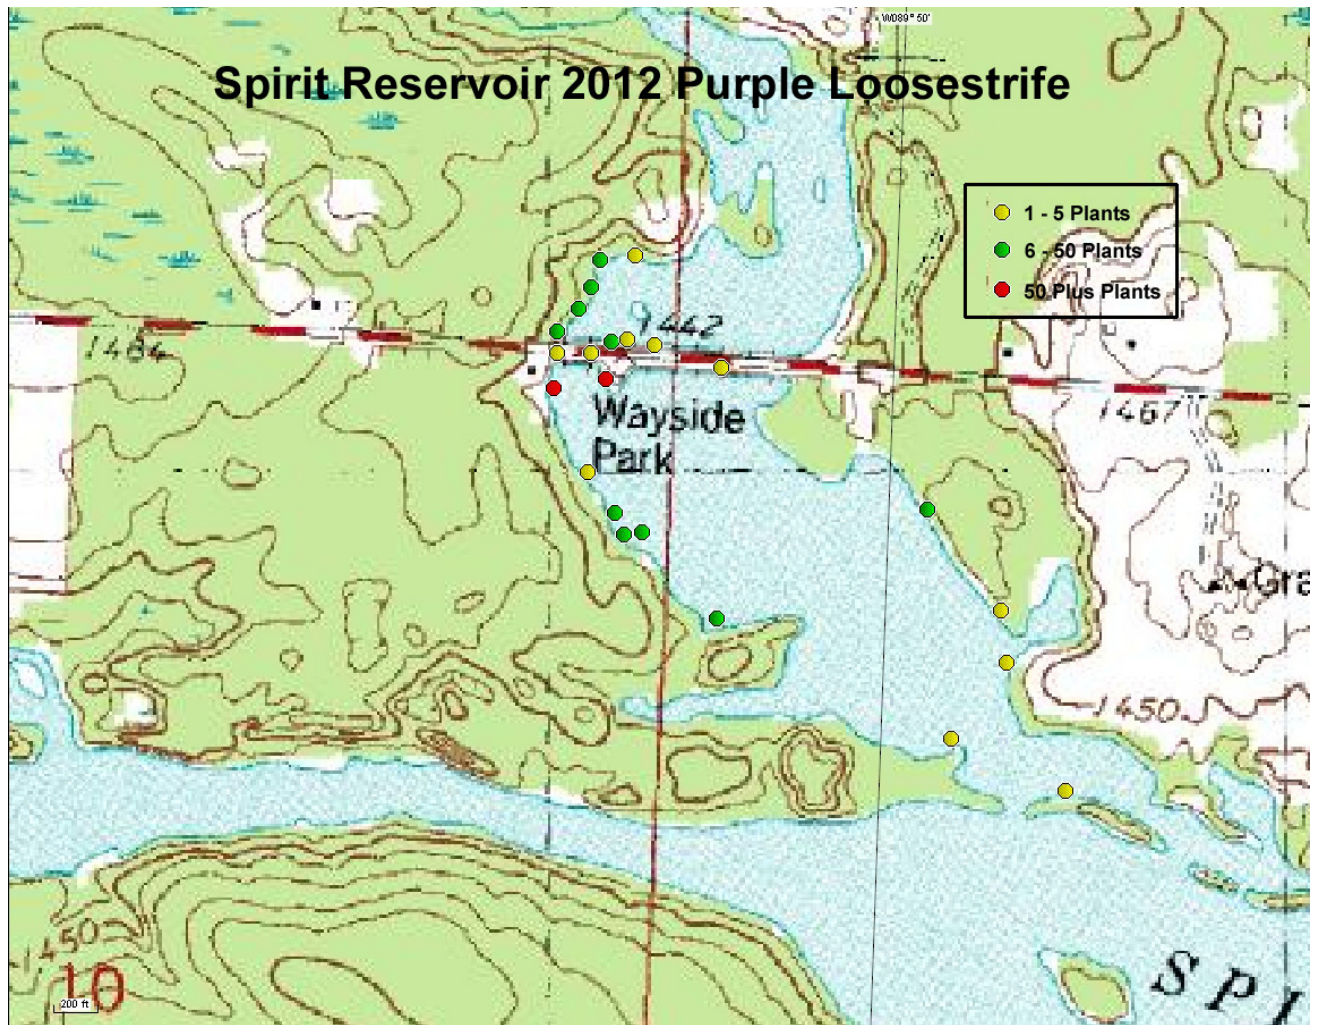 W089° 50'
Spirit Reservoir 2012 Purple Loosestrife
1 - 5 Plants
6 - 50 Plants
50 Plus Plants
1442
1464
1467
Wayside
Park
Gra
1450
1450
10
200 ft
SPI